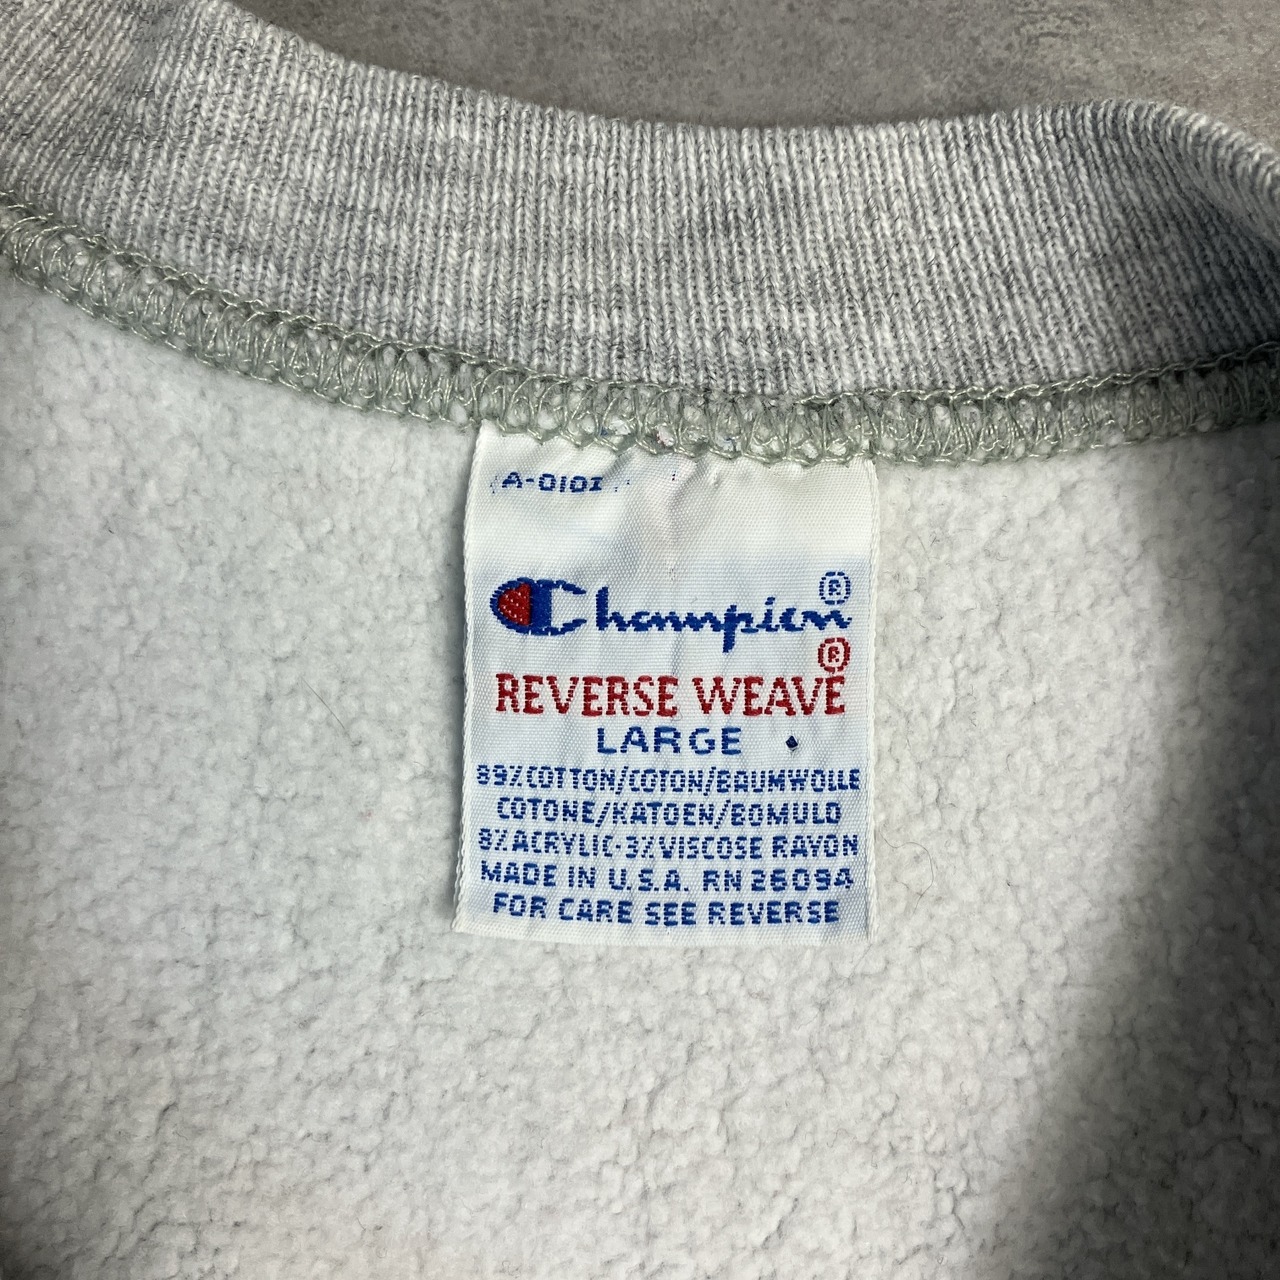 A-0101
Champion®
®
REVERSE WEAVE
LARGE
89%COTTON/COTON/BAUMWOLLE
COTONE/KATOEN/BOMULD
8%ACRYLIC-3%VISCOSE RAYON
MADE IN U.S.A. RN 26094
FOR CARE SEE REVERSE